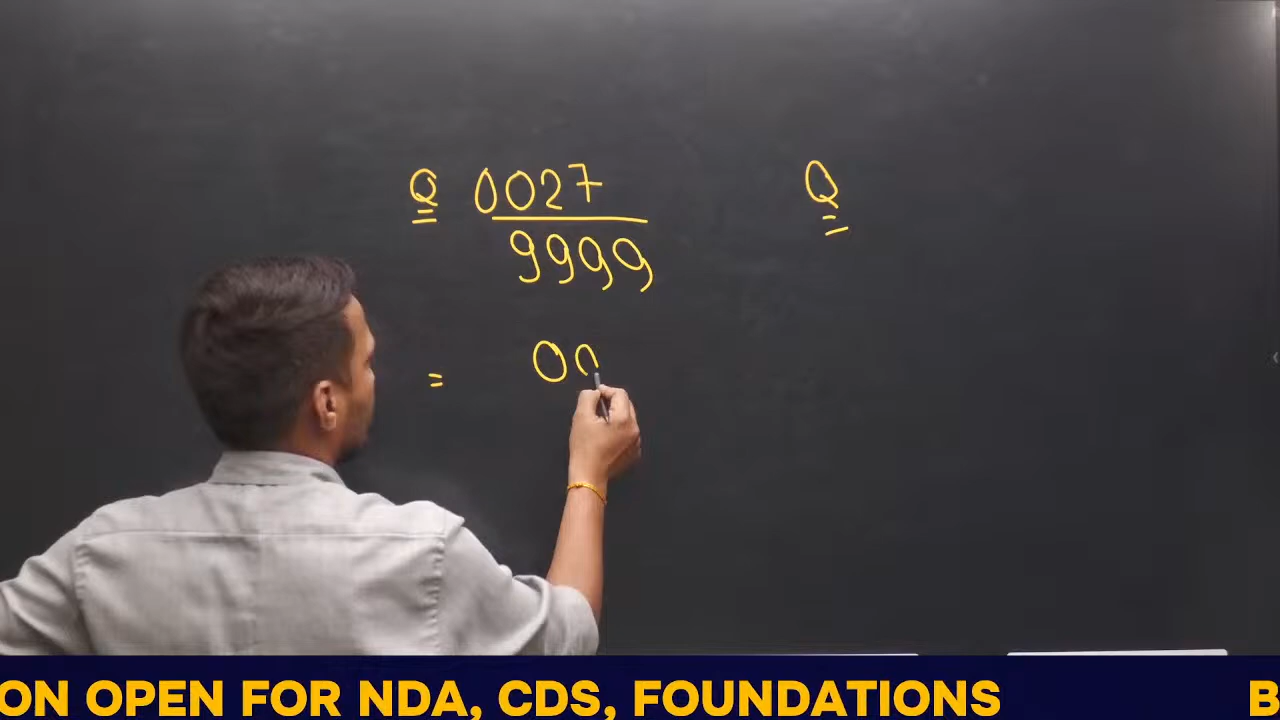 Q 0027
9999
Q
= 00
ON OPEN FOR NDA, CDS, FOUNDATIONS B